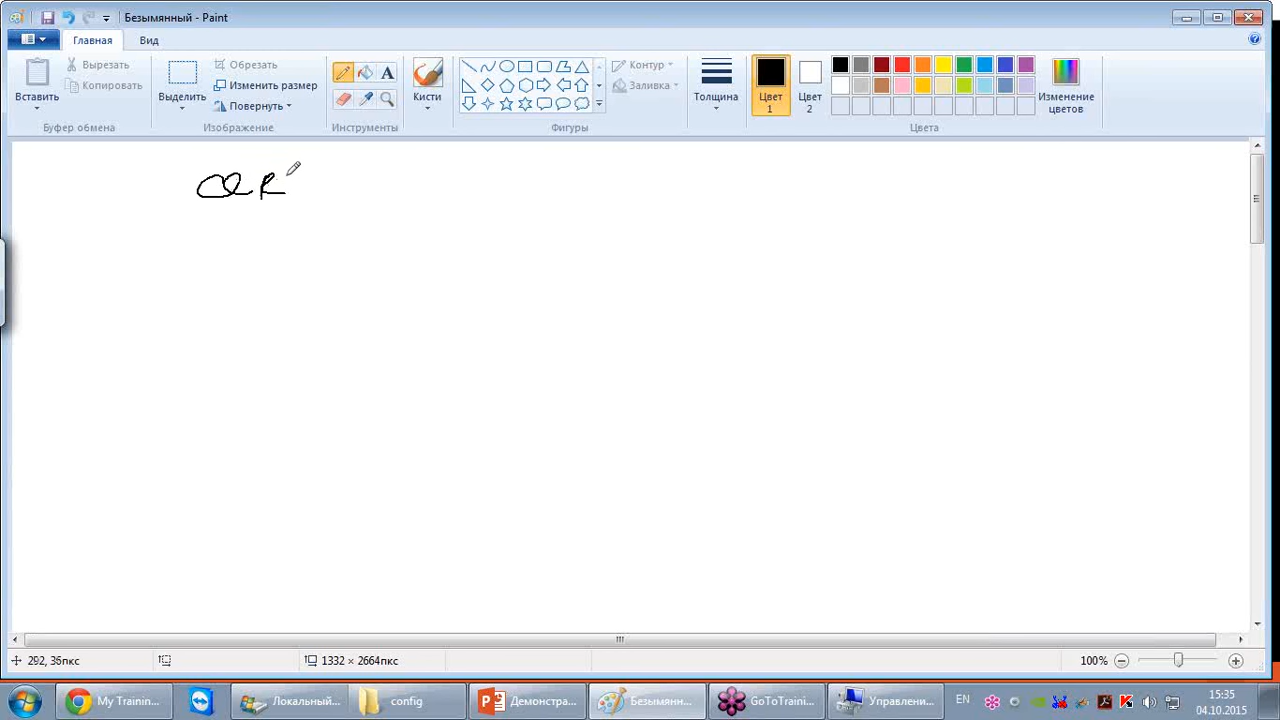 Безымянный - Paint
Главная Вид
Вставить
Вырезать
Копировать
Буфер обмена
Выделить
Обрезать
Изменить размер
Повернуть
Изображение
Инструменты
Кисти
Контур
Заливка
Фигуры
Толщина
Цвет 1
Цвет 2
Изменение цветов
Цвета
292, 36пкс
1332 × 2664пкс
100%
My Trainin...
Локальный
config
Демонстра...
Безымянн...
GoToTraini...
Управлени...
EN
15:35
04.10.2015